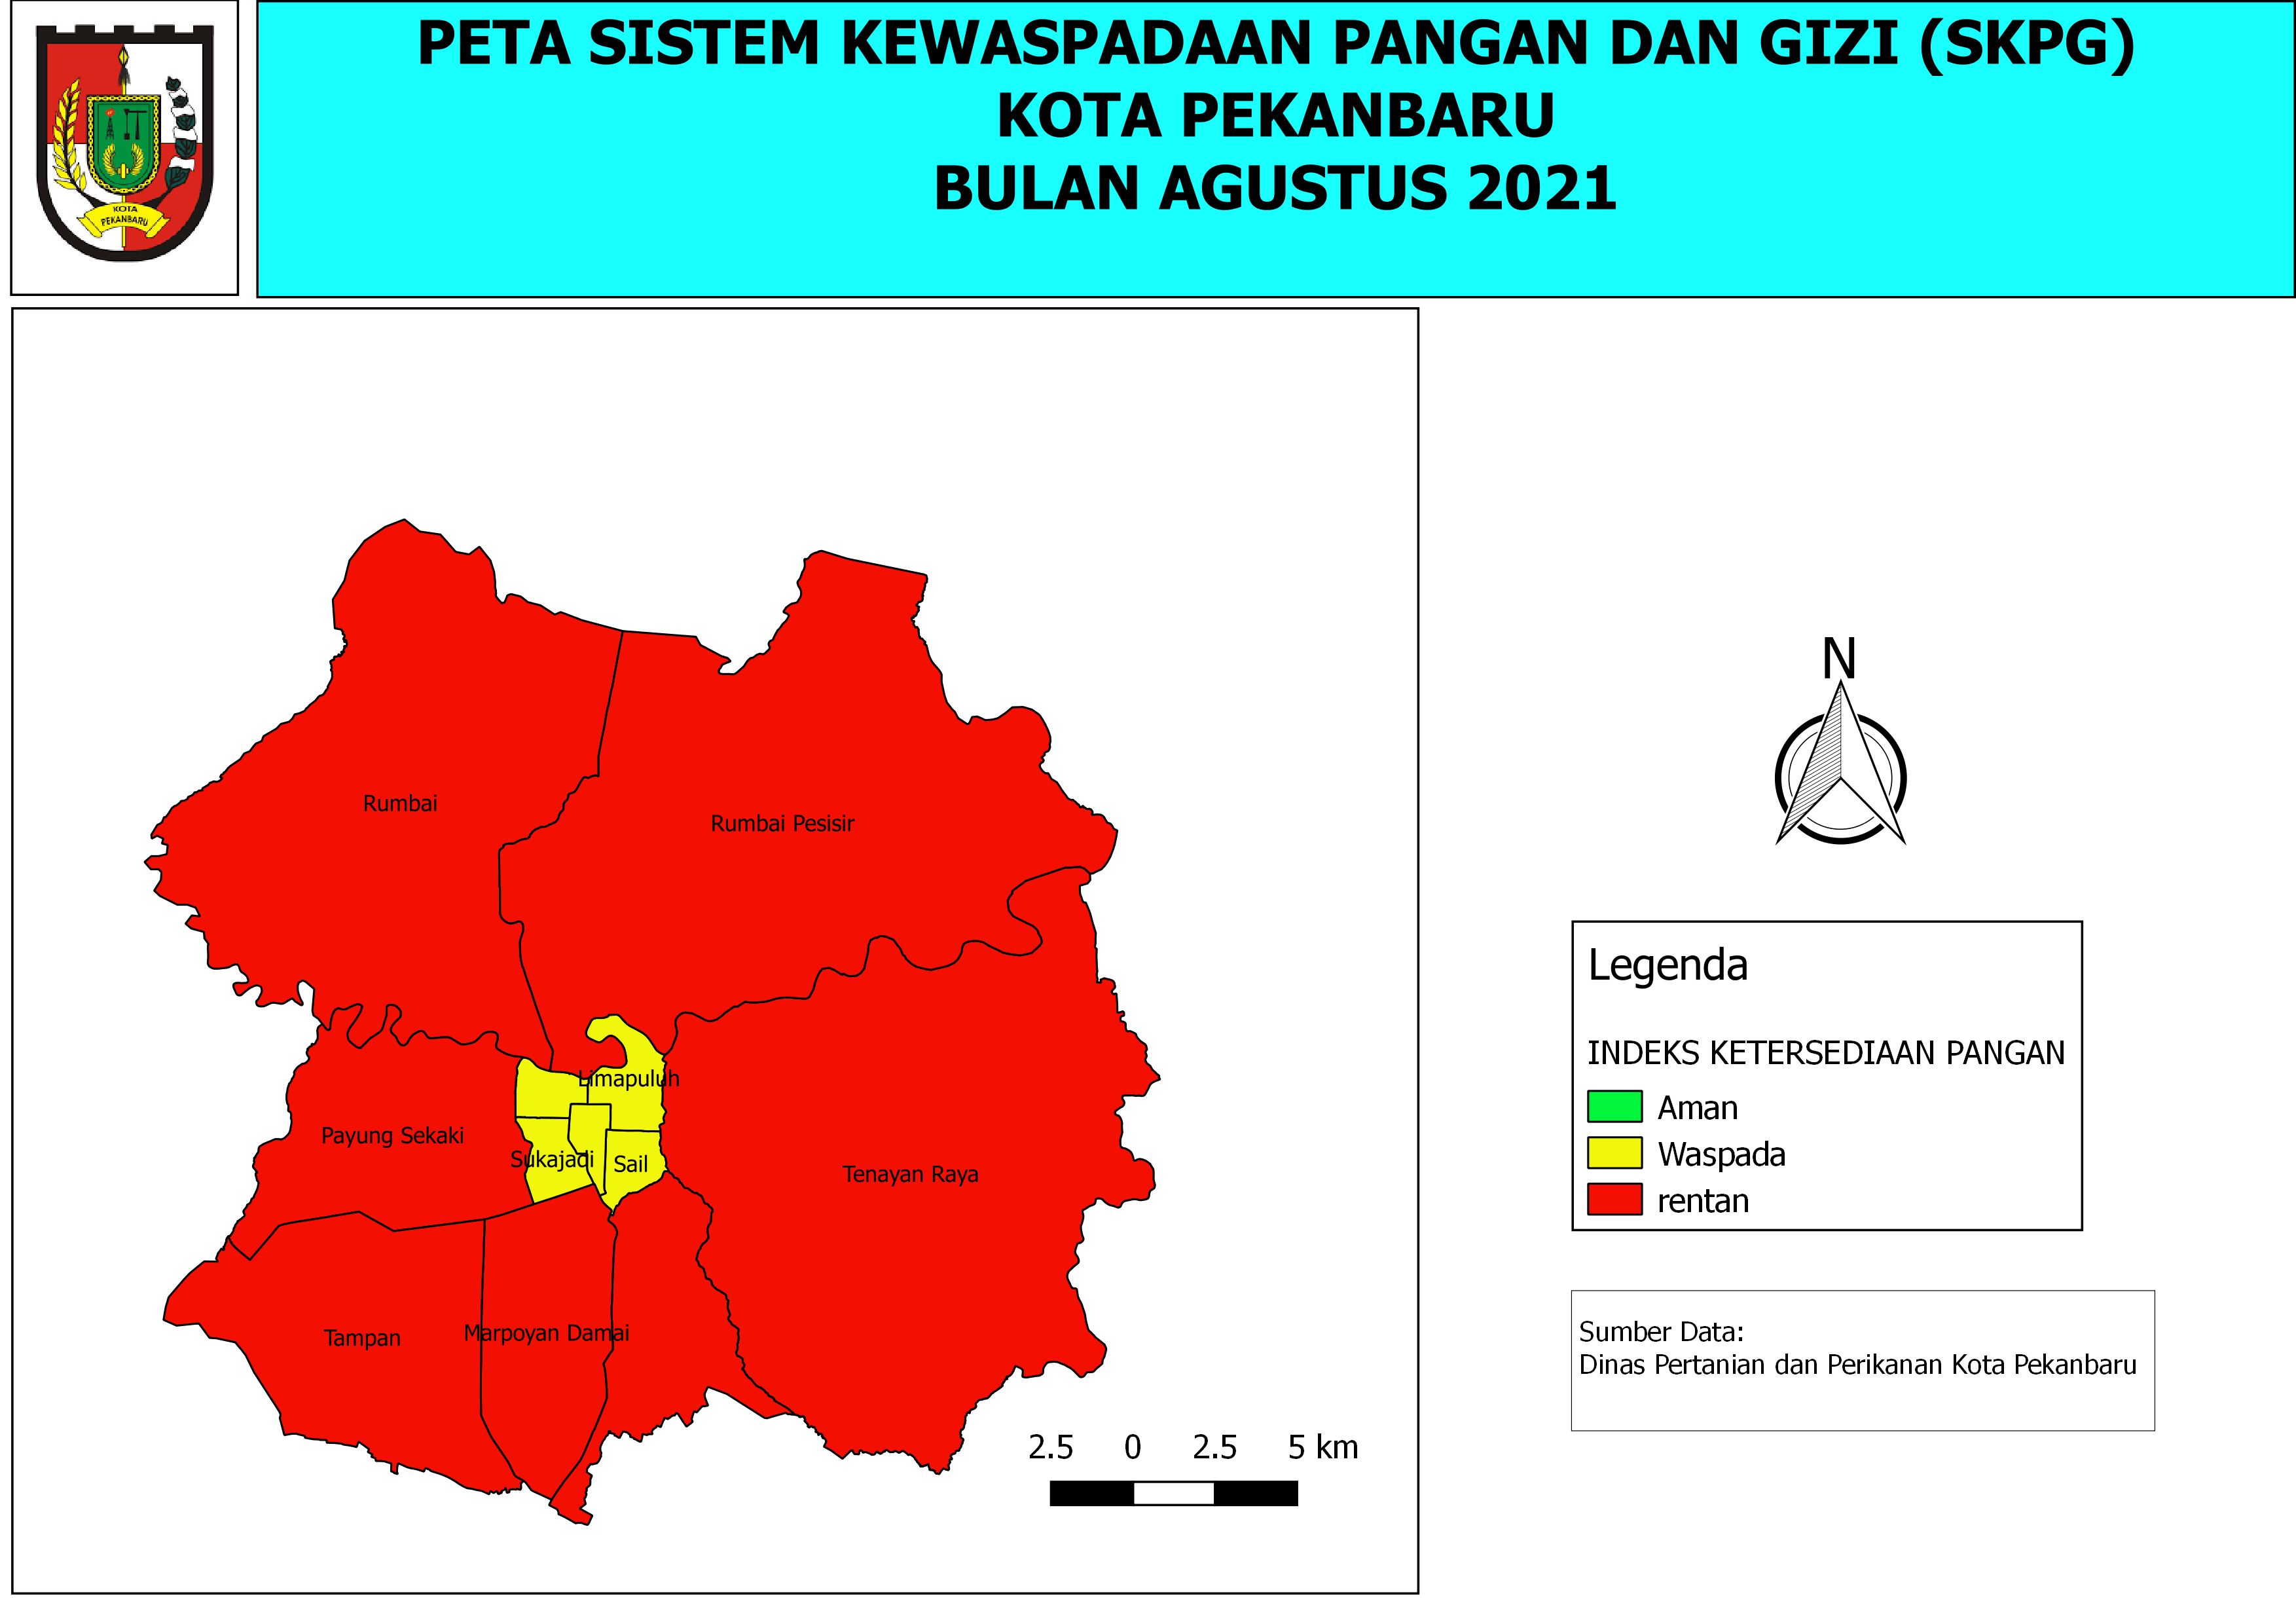 KOTA
PEKANBARU
PETA SISTEM KEWASPADAAN PANGAN DAN GIZI (SKPG)
KOTA PEKANBARU
BULAN AGUSTUS 2021
Rumbai
Rumbai Pesisir
Limapuluh
Payung Sekaki
Sukajadi
Sail
Tenayan Raya
Tampan
Marpoyan Damai
2.5 0 2.5 5 km
N
Legenda
INDEKS KETERSEDIAAN PANGAN
Aman
Waspada
rentan
Sumber Data:
Dinas Pertanian dan Perikanan Kota Pekanbaru